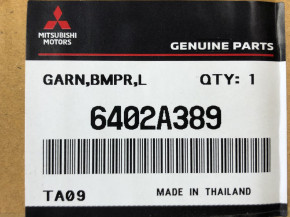 MITSUBISHI
MOTORS
GENUINE PARTS
GARN,BMPR,L QTY: 1
6402A389
TA09 MADE IN THAILAND